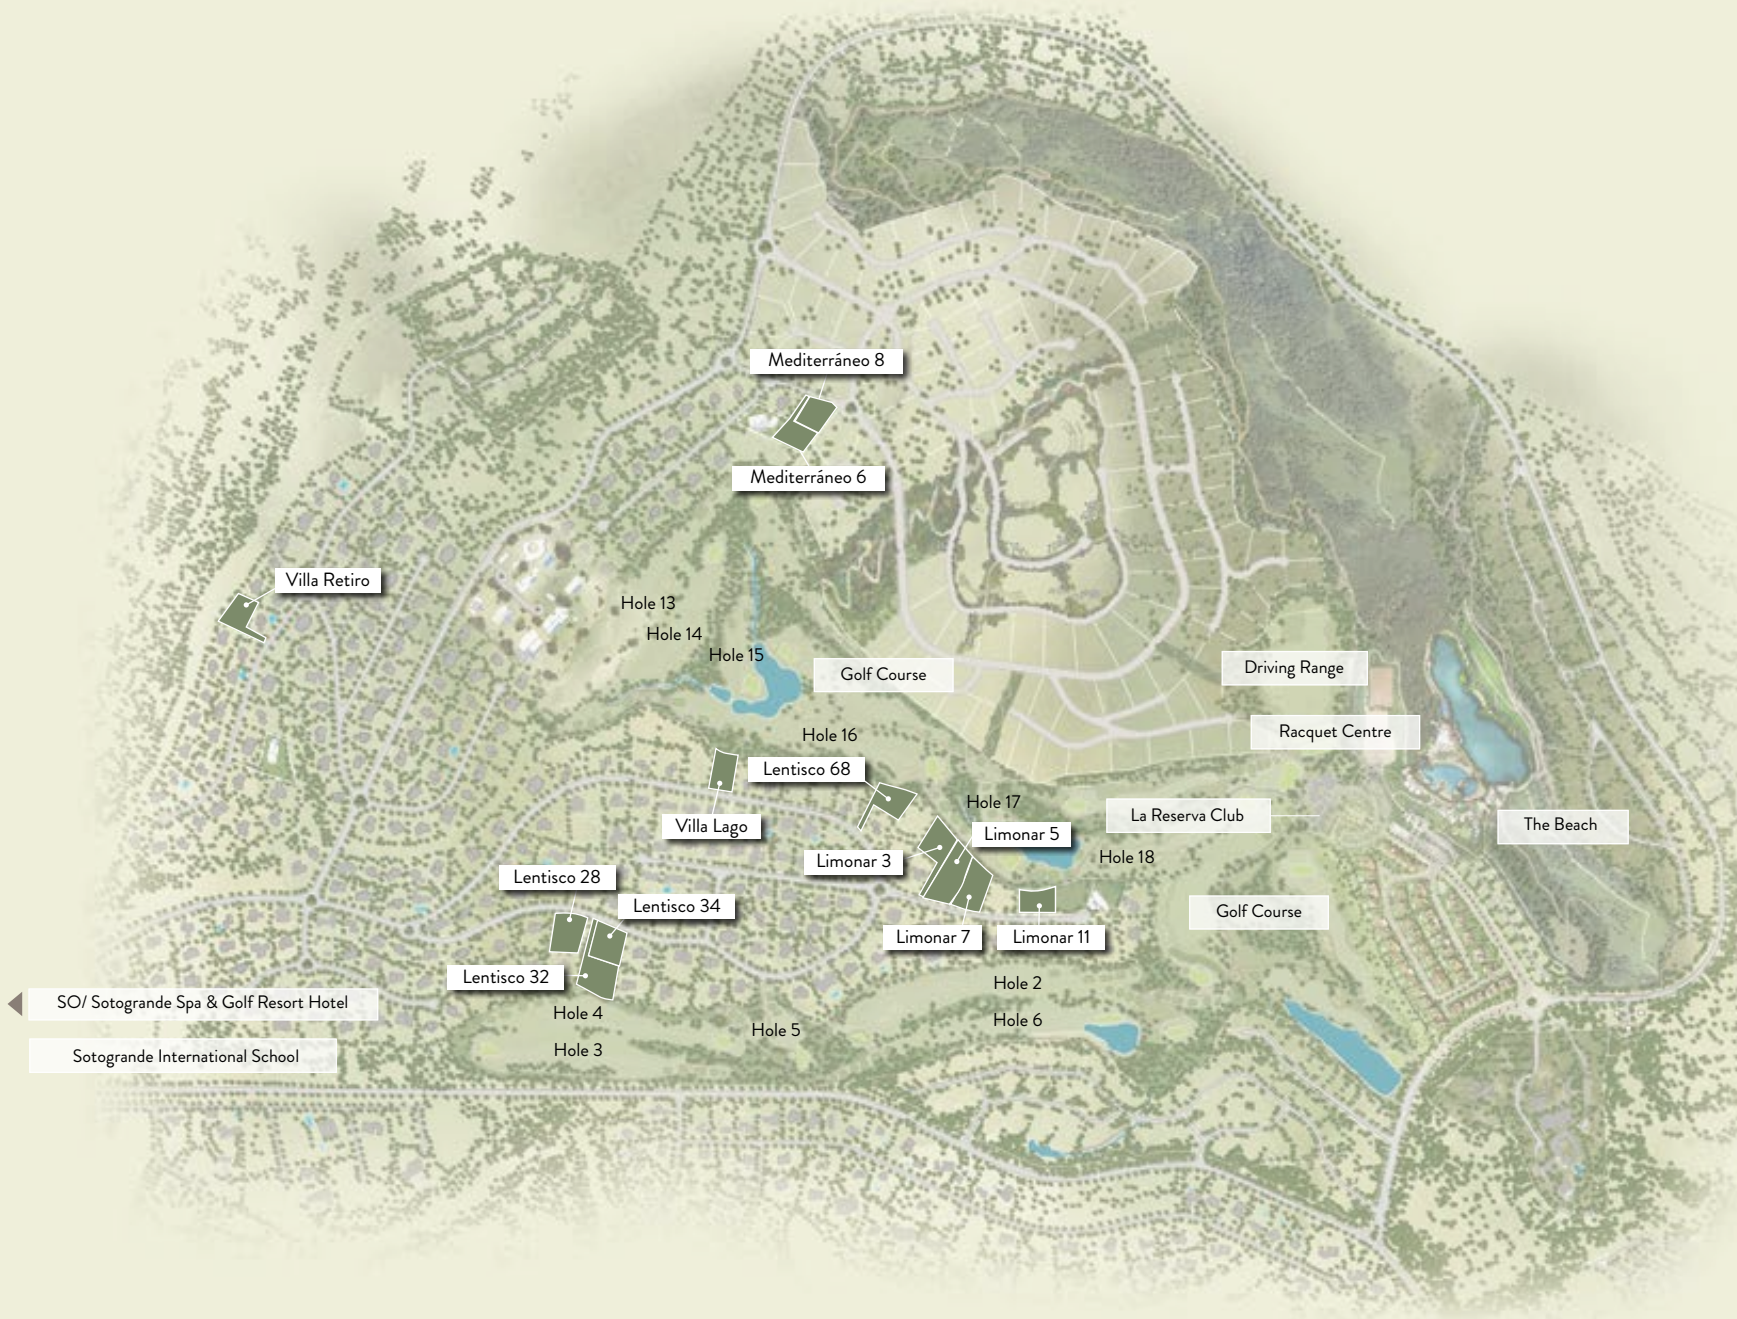 Mediterráneo 8
Mediterráneo 6
Villa Retiro
Hole 13
Hole 14
Hole 15
Golf Course
Driving Range
Racquet Centre
Hole 16
Lentisco 68
Villa Lago
Hole 17
La Reserva Club
The Beach
Limonar 5
Limonar 3
Hole 18
Lentisco 28
Lentisco 34
Golf Course
Limonar 7
Limonar 11
Lentisco 32
Hole 2
SO/ Sotogrande Spa & Golf Resort Hotel
Hole 4
Hole 6
Hole 5
Hole 3
Sotogrande International School